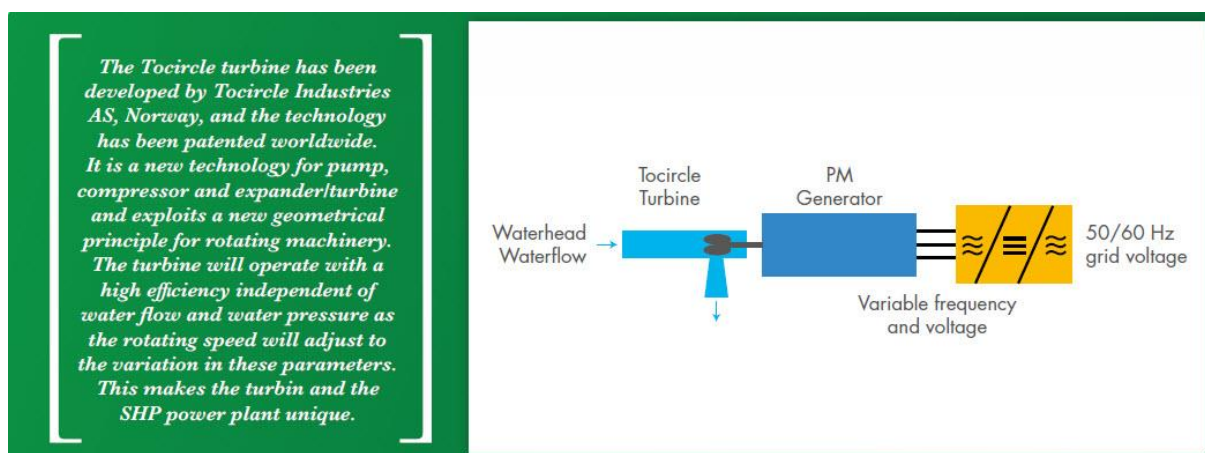 The Tocircle turbine has been
developed by Tocircle Industries
AS, Norway, and the technology
has been patented worldwide.
It is a new technology for pump,
compressor and expander/turbine
and exploits a new geometrical
principle for rotating machinery.
The turbine will operate with a
high efficiency independent of
water flow and water pressure as
the rotating speed will adjust to
the variation in these parameters.
This makes the turbin and the
SHP power plant unique.
Waterhead
Waterflow
Tocircle
Turbine
PM
Generator
Variable frequency
and voltage
50/60 Hz
grid voltage